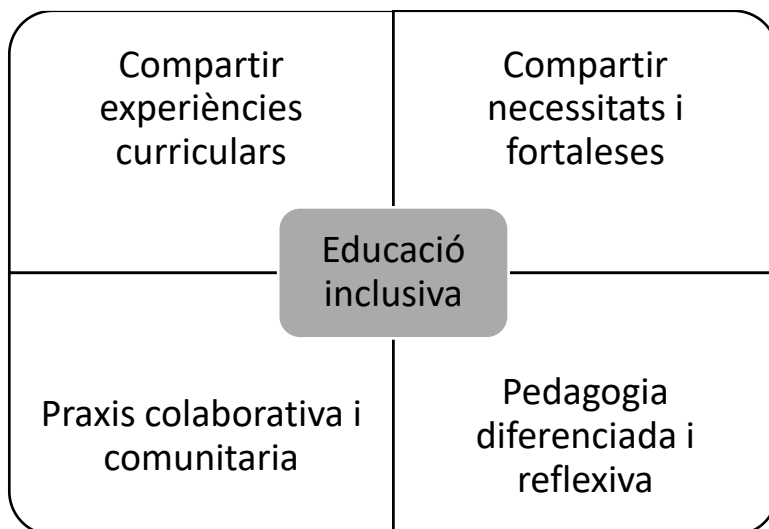 Compartir
experiències
curriculars
Compartir
necessitats i
fortaleses
Educació
inclusiva
Praxis colaborativa i
comunitaria
Pedagogia
diferenciada i
reflexiva